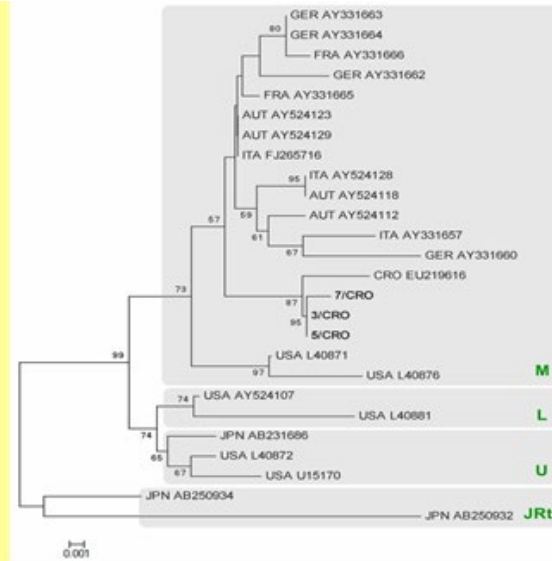 GER AY331663
80
GER AY331664
FRA AY331666
GER AY331662
FRA AY331665
AUT AY524123
AUT AY524129
ITA FJ265716
ITA AY524128
95
AUT AY524118
59
AUT AY524112
57
61
ITA AY331657
67
GER AY331660
CRO EU219616
87
7/CRO
73
3/CRO
95
5/CRO
USA L40871
99
97
USA L40876
M
USA AY524107
74
USA L40881
L
74
JPN AB231686
65
USA L40872
67
USA U15170
U
JPN AB250934
JPN AB250932
JRt
0.001